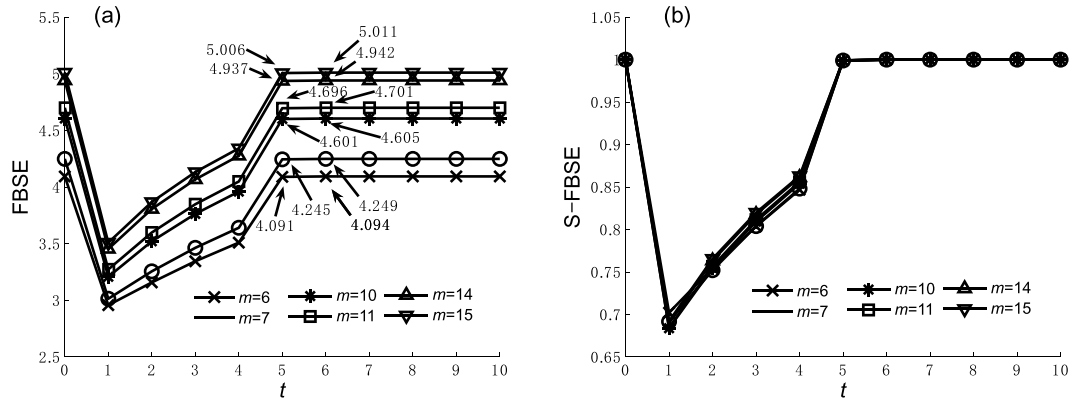 (a)
FBSE
5.5
5
4.5
4
3.5
3
2.5
5.006
5.011
4.937
4.942
4.696
4.701
4.601
4.605
4.245
4.249
4.091
4.094
m=6
m=10
m=14
m=7
m=11
m=15
0 1 2 3 4 5 6 7 8 9 10
t
(b)
S-FBSE
1.05
1
0.95
0.9
0.85
0.8
0.75
0.7
0.65
m=6
m=10
m=14
m=7
m=11
m=15
0 1 2 3 4 5 6 7 8 9 10
t